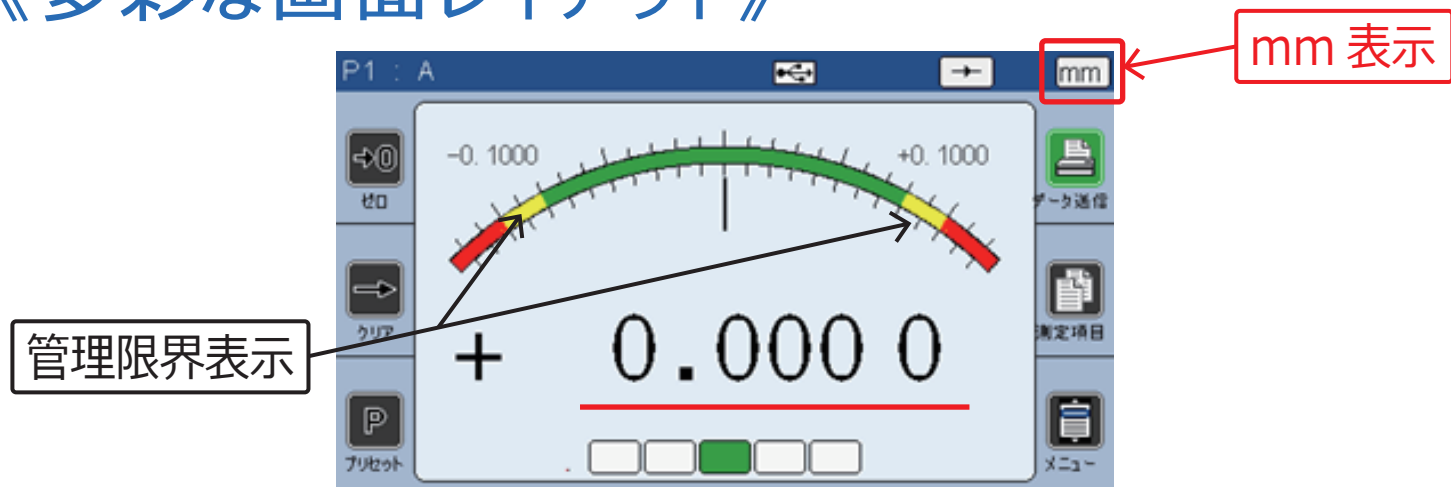 《多彩な画面レイアウト》
mm 表示
P1 : A
mm
-0. 1000
+0. 1000
ゼロ
データ送信
クリア
測定項目
管理限界表示
+ 0.000 0
P
プリセット
メニュー